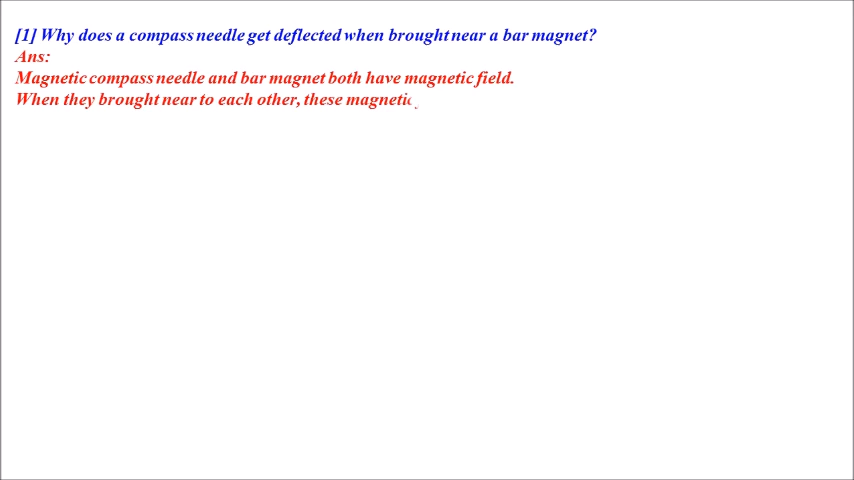 [1] Why does a compass needle get deflected when brought near a bar magnet?
Ans:
Magnetic compass needle and bar magnet both have magnetic field.
When they brought near to each other, these magnetic